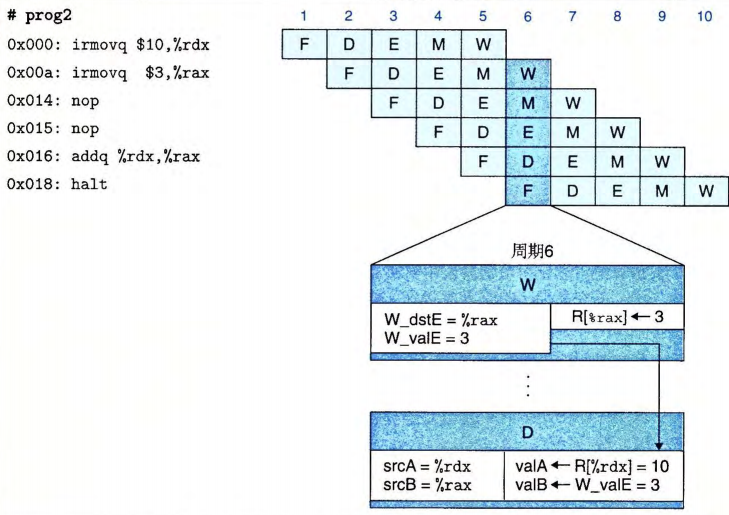 # prog2
0x000: irmovq $10,%rdx
0x00a: irmovq $3,%rax
0x014: nop
0x015: nop
0x016: addq %rdx,%rax
0x018: halt
1 2 3 4 5 6 7 8 9 10
F D E M W
F D E M W
F D E M W
F D E M W
F D E M W
F D E M W
周期6
W
W_dstE = %rax
W_valE = 3
R[%rax] ← 3
D
srcA = %rdx
srcB = %rax
valA ← R[%rdx] = 10
valB ← W_valE = 3